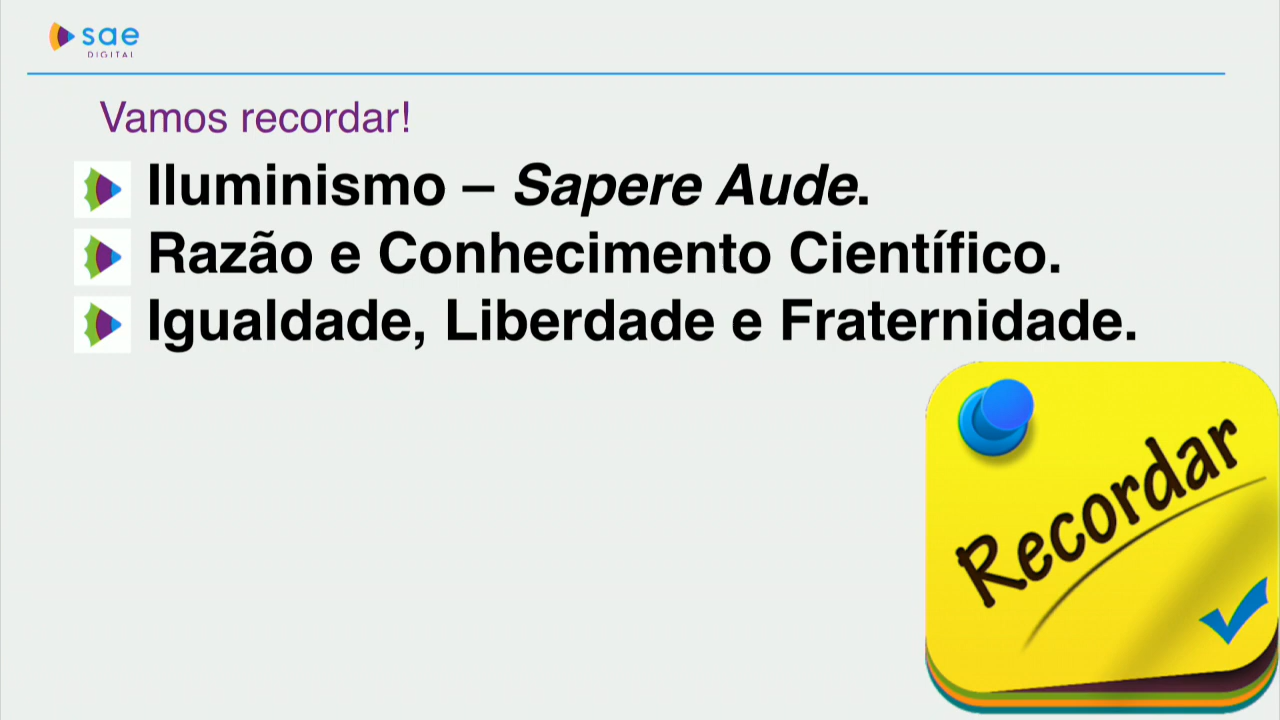 sae
DIGITAL
Vamos recordar!
Iluminismo – Sapere Aude.
Razão e Conhecimento Científico.
Igualdade, Liberdade e Fraternidade.
Recordar